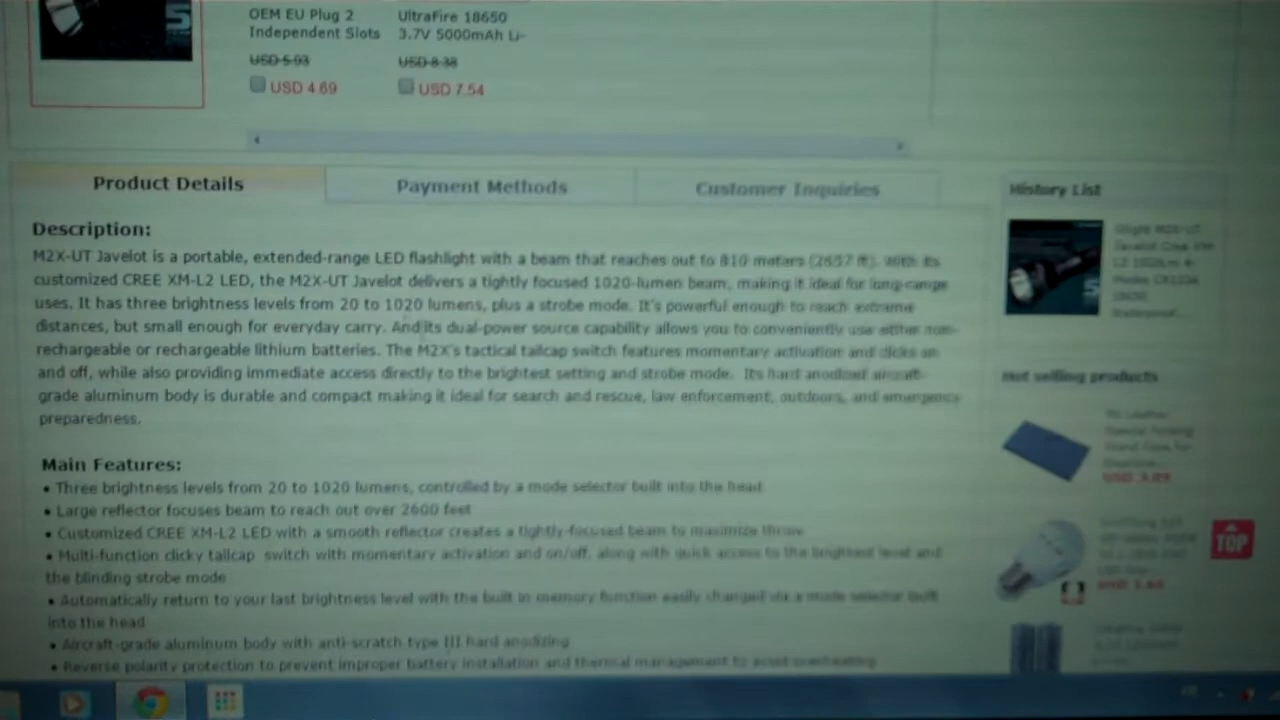 5
OEM EU Plug 2
Independent Slots
USD 5.93
USD 4.69
UltraFire 18650
3.7V 5000mAh Li-
USD 8.38
USD 7.54
Product Details
Payment Methods
Customer Inquiries
Description:
M2X-UT Javelot is a portable, extended-range LED flashlight with a beam that reaches out to 810 meters (2657 ft). With its
customized CREE XM-L2 LED, the M2X-UT Javelot delivers a tightly focused 1020-lumen beam, making it ideal for long-range
uses. It has three brightness levels from 20 to 1020 lumens, plus a strobe mode. It's powerful enough to reach extreme
distances, but small enough for everyday carry. And its dual-power source capability allows you to conveniently use either non-
rechargeable or rechargeable lithium batteries. The M2X's tactical tailcap switch features momentary activation and clicks on
and off, while also providing immediate access directly to the brightest setting and strobe mode. Its hard anodized aircraft-
grade aluminum body is durable and compact making it ideal for search and rescue, law enforcement, outdoors, and emergency
preparedness.
Main Features:
• Three brightness levels from 20 to 1020 lumens, controlled by a mode selector built into the head
• Large reflector focuses beam to reach out over 2600 feet
• Customized CREE XM-L2 LED with a smooth reflector creates a tightly-focused beam to maximize throw
• Multi-function clicky tailcap switch with momentary activation and on/off, along with quick access to the brightest level and
the blinding strobe mode
• Automatically return to your last brightness level with the built in memory function easily changed via a mode selector built
into the head
• Aircraft-grade aluminum body with anti-scratch type III hard anodizing
• Reverse polarity protection to prevent improper battery installation and thermal management to avoid overheating
History List
Olight M2X-UT
Javelot Cree XM-
5
Hot selling products
USD 3.89
TOP